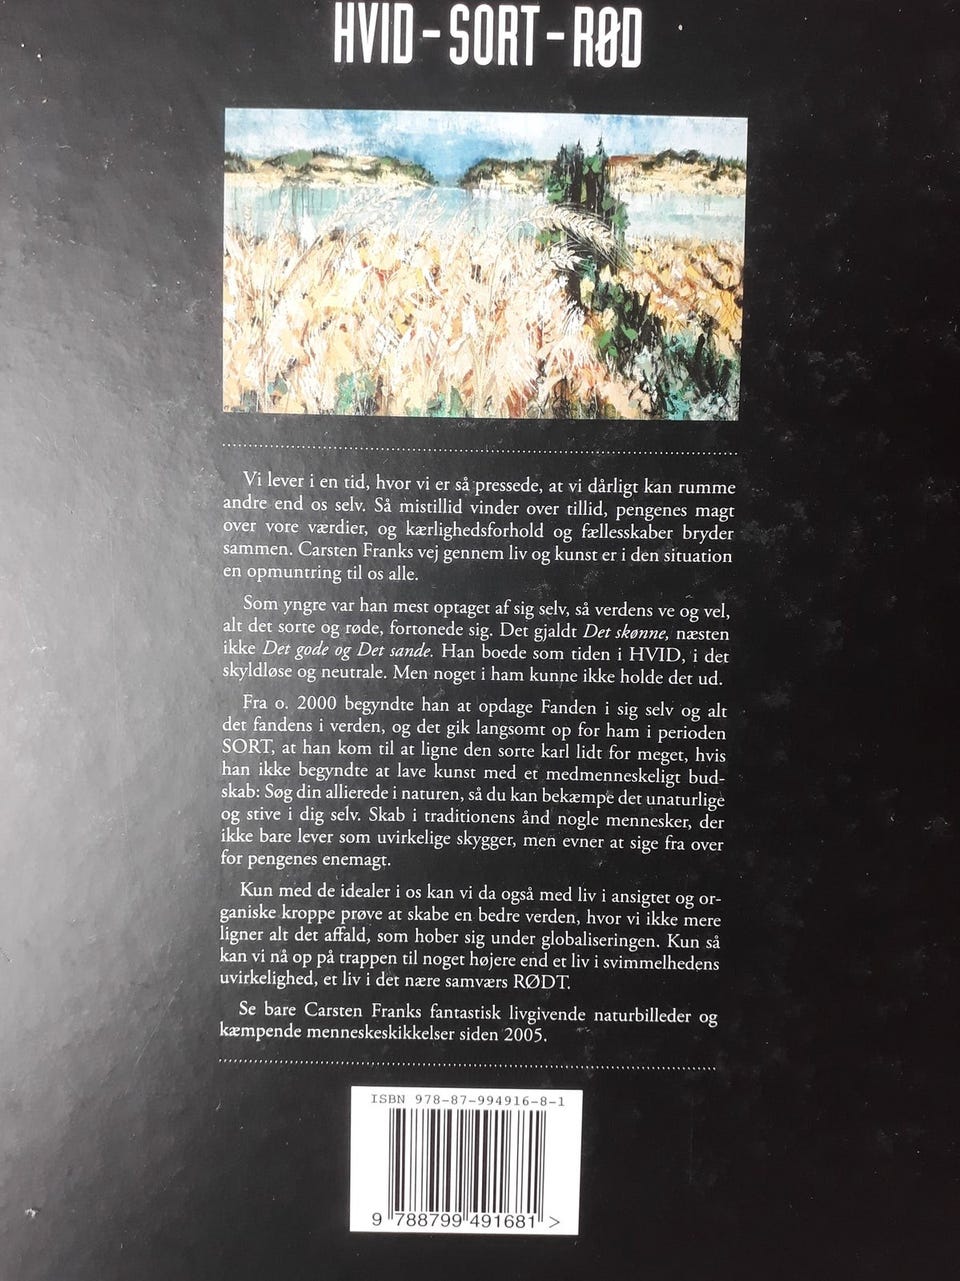 HVID – SORT – RØD
Vi lever i en tid, hvor vi er så pressede, at vi dårligt kan rumme
andre end os selv. Så mistillid vinder over tillid, pengenes magt
over vore værdier, og kærlighedsforhold og fællesskaber bryder
sammen. Carsten Franks vej gennem liv og kunst er i den situation
en opmuntring til os alle.
Som yngre var han mest optaget af sig selv, så verdens ve og vel,
alt det sorte og røde, fortonede sig. Det gjaldt Det skønne, næsten
ikke Det gode og Det sande. Han boede som tiden i HVID, i det
skyldløse og neutrale. Men noget i ham kunne ikke holde det ud.
Fra o. 2000 begyndte han at opdage Fanden i sig selv og alt
det fandens i verden, og det gik langsomt op for ham i perioden
SORT, at han kom til at ligne den sorte karl lidt for meget, hvis
han ikke begyndte at lave kunst med et medmenneskeligt bud-
skab: Søg din allierede i naturen, så du kan bekæmpe det unaturlige
og stive i dig selv. Skab i traditionens ånd nogle mennesker, der
ikke bare lever som uvirkelige skygger, men evner at sige fra over
for pengenes enemagt.
Kun med de idealer i os kan vi da også med liv i ansigtet og or-
ganiske kroppe prøve at skabe en bedre verden, hvor vi ikke mere
ligner alt det affald, som hober sig under globaliseringen. Kun så
kan vi nå op på trappen til noget højere end et liv i svimmelhedens
uvirkelighed, et liv i det nære samværs RØDT.
Se bare Carsten Franks fantastisk livgivende naturbilleder og
kæmpende menneskeskikkelser siden 2005.
ISBN 978-87-994916-8-1
9 788799 491681 >